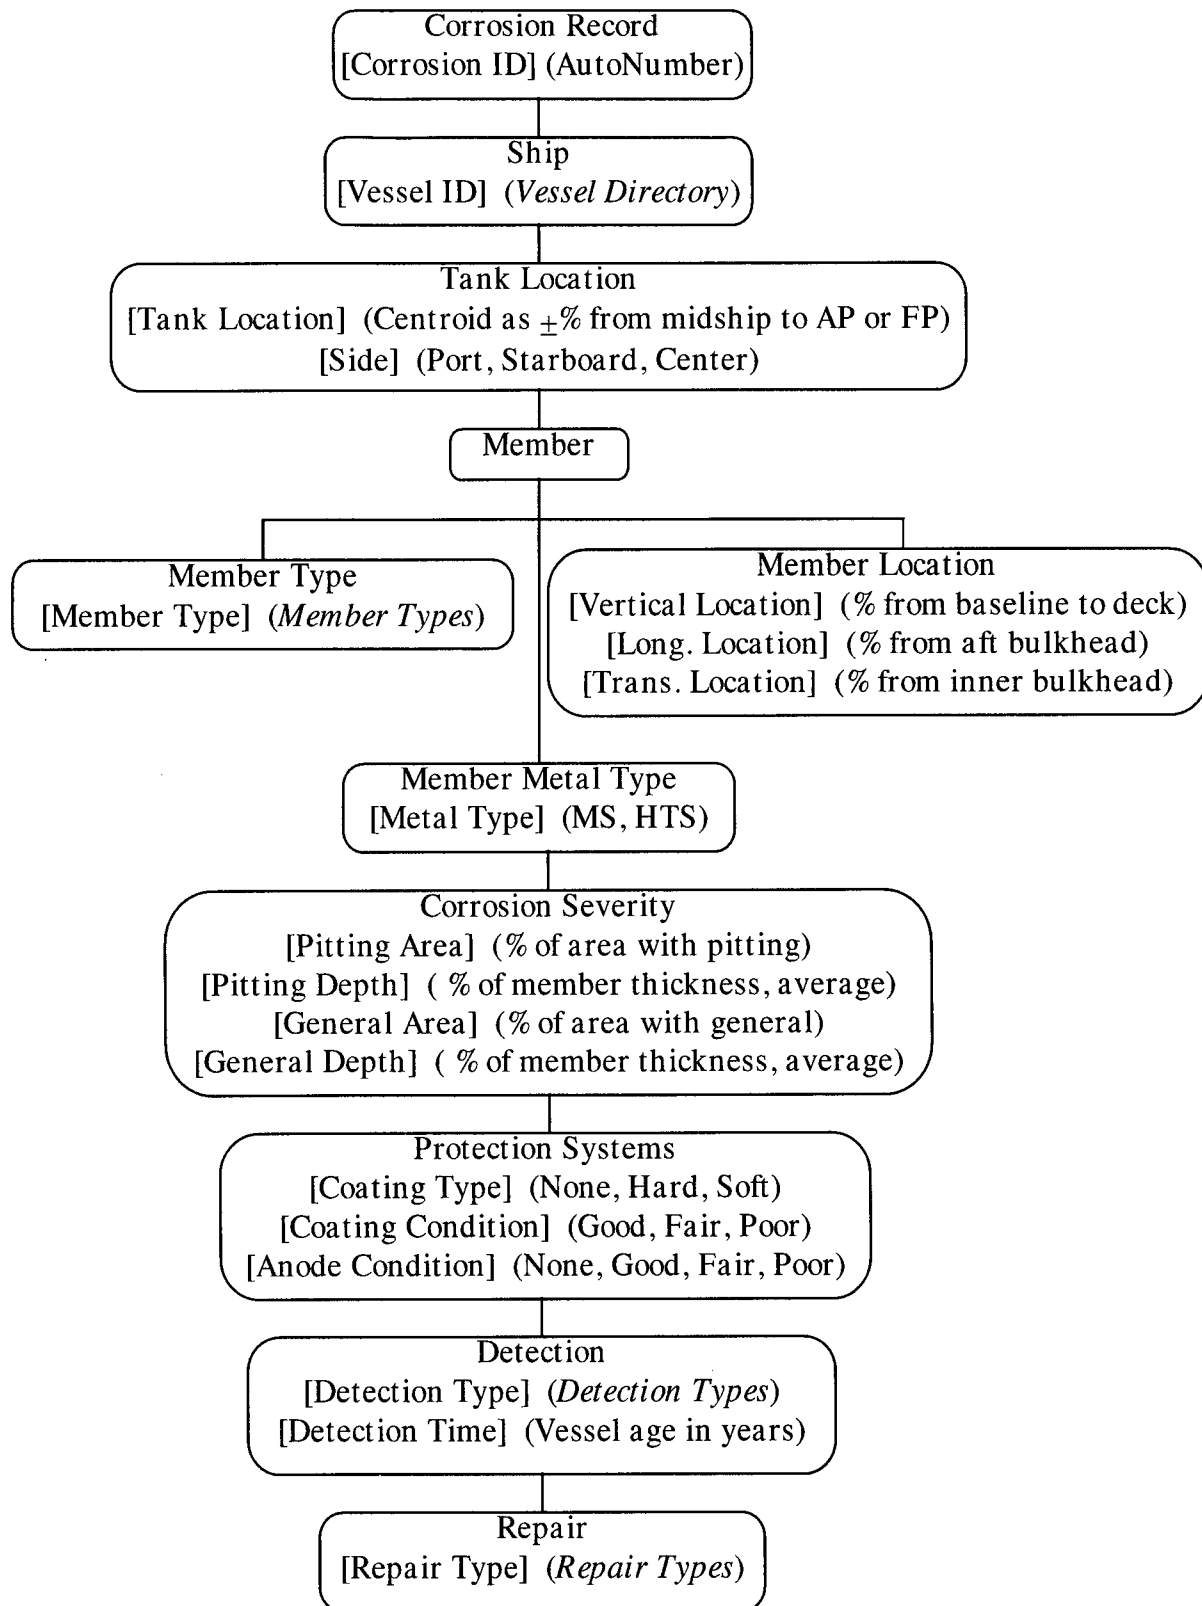 Corrosion Record
[Corrosion ID] (AutoNumber)
Ship
[Vessel ID] (Vessel Directory)
Tank Location
[Tank Location] (Centroid as ±% from midship to AP or FP)
[Side] (Port, Starboard, Center)
Member
Member Type
[Member Type] (Member Types)
Member Location
[Vertical Location] (% from baseline to deck)
[Long. Location] (% from aft bulkhead)
[Trans. Location] (% from inner bulkhead)
Member Metal Type
[Metal Type] (MS, HTS)
Corrosion Severity
[Pitting Area] (% of area with pitting)
[Pitting Depth] ( % of member thickness, average)
[General Area] (% of area with general)
[General Depth] ( % of member thickness, average)
Protection Systems
[Coating Type] (None, Hard, Soft)
[Coating Condition] (Good, Fair, Poor)
[Anode Condition] (None, Good, Fair, Poor)
Detection
[Detection Type] (Detection Types)
[Detection Time] (Vessel age in years)
Repair
[Repair Type] (Repair Types)